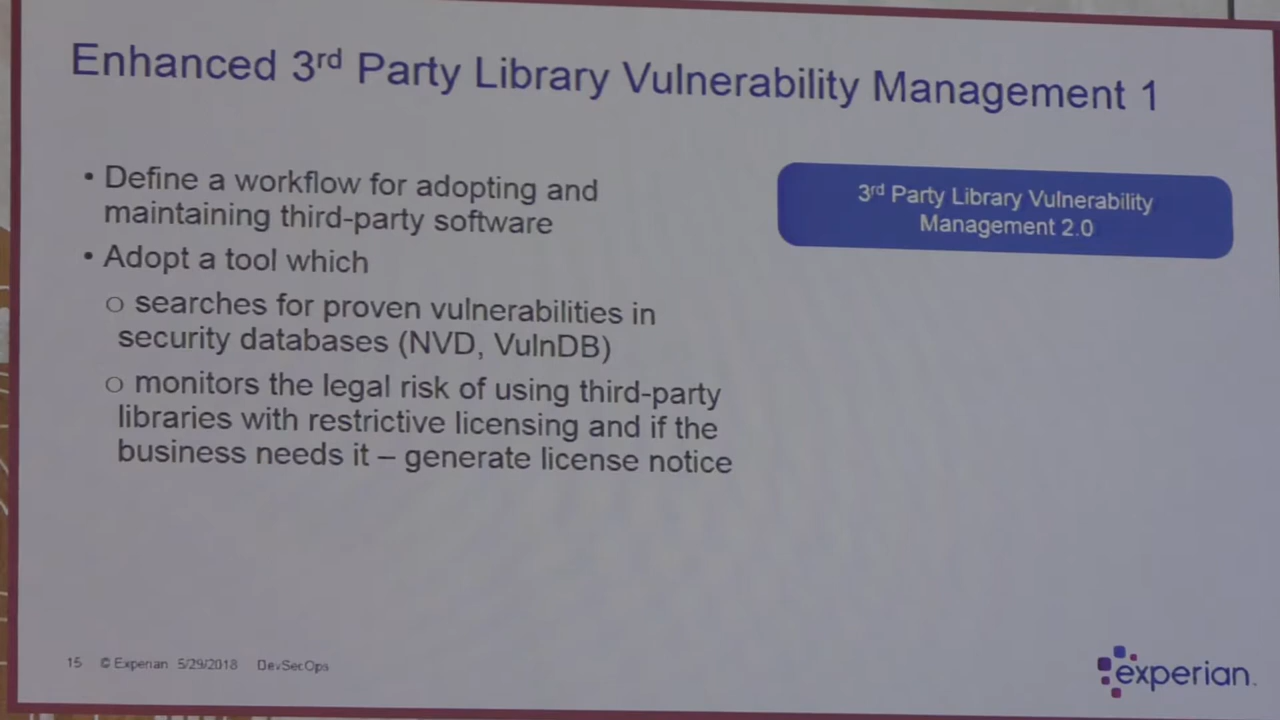 Enhanced 3rd Party Library Vulnerability Management 1
• Define a workflow for adopting and
maintaining third-party software
• Adopt a tool which
o searches for proven vulnerabilities in
security databases (NVD, VulnDB)
o monitors the legal risk of using third-party
libraries with restrictive licensing and if the
business needs it – generate license notice
3rd Party Library Vulnerability
Management 2.0
15 © Experian 5/29/2018 DevSecOps
experian.